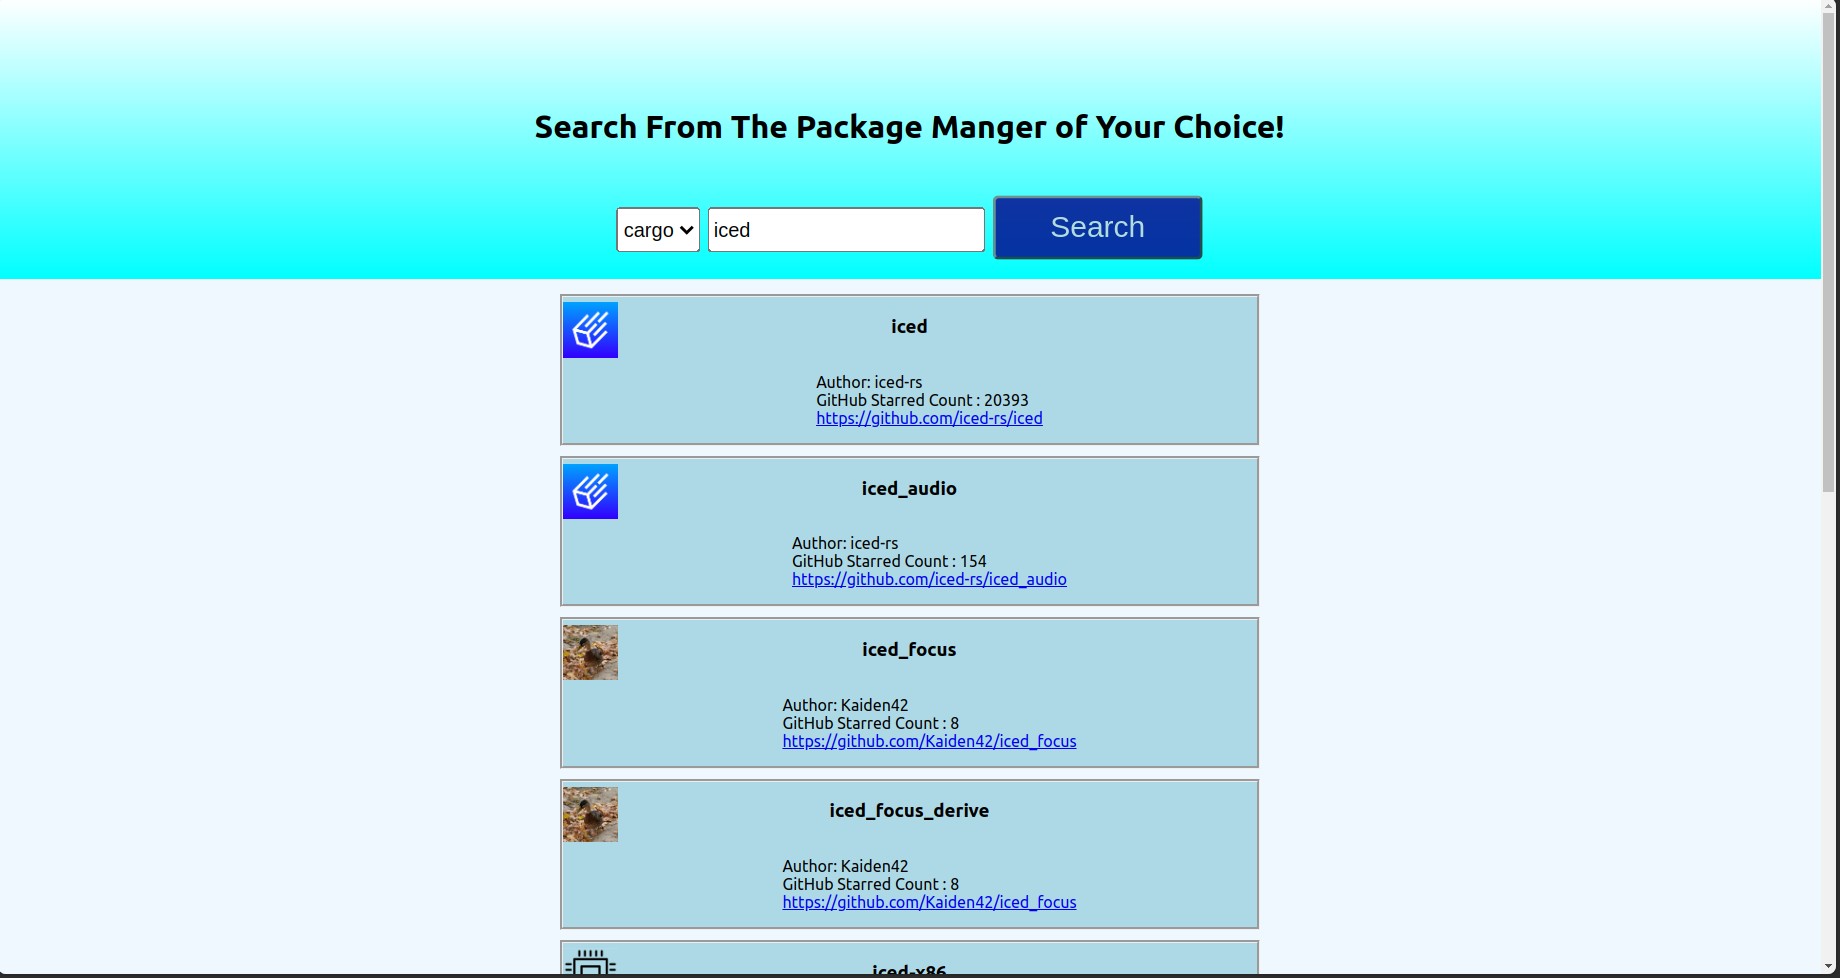 Search From The Package Manger of Your Choice!
cargo iced Search
iced
Author: iced-rs
GitHub Starred Count : 20393
https://github.com/iced-rs/iced
iced_audio
Author: iced-rs
GitHub Starred Count : 154
https://github.com/iced-rs/iced_audio
iced_focus
Author: Kaiden42
GitHub Starred Count : 8
https://github.com/Kaiden42/iced_focus
iced_focus_derive
Author: Kaiden42
GitHub Starred Count : 8
https://github.com/Kaiden42/iced_focus
iced-x86